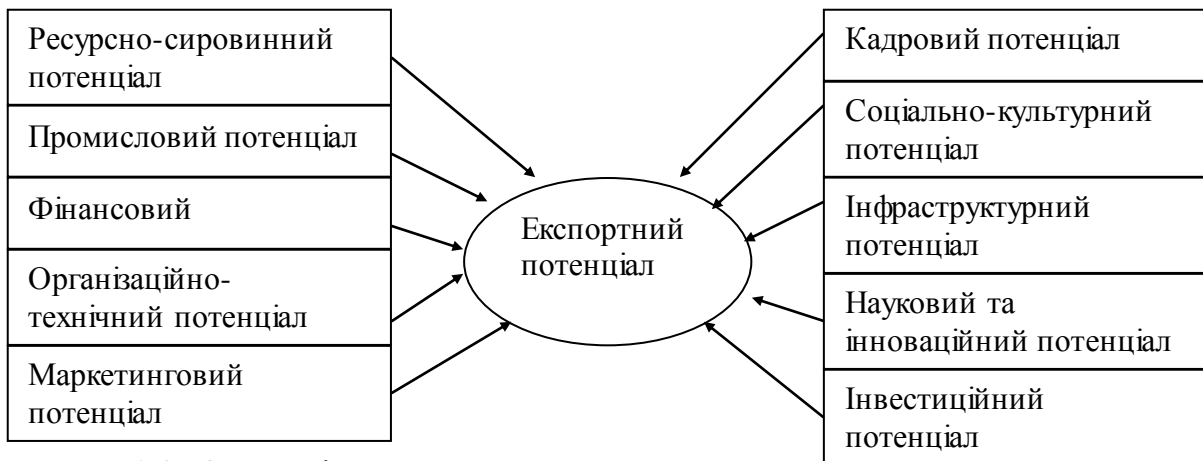 Ресурсно-сировинний
потенціал
Промисловий потенціал
Фінансовий
Організаційно-
технічний потенціал
Маркетинговий
потенціал
Експортний
потенціал
Кадровий потенціал
Соціально-культурний
потенціал
Інфраструктурний
потенціал
Науковий та
інноваційний потенціал
Інвестиційний
потенціал